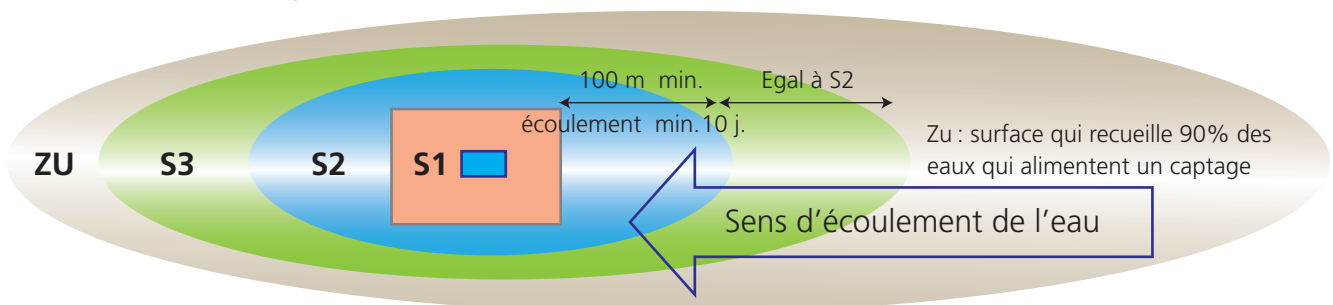 100 m min.
Egal à S2
écoulement min.10 j.
ZU
S3
S2
S1
Zu : surface qui recueille 90% des
eaux qui alimentent un captage
Sens d'écoulement de l'eau